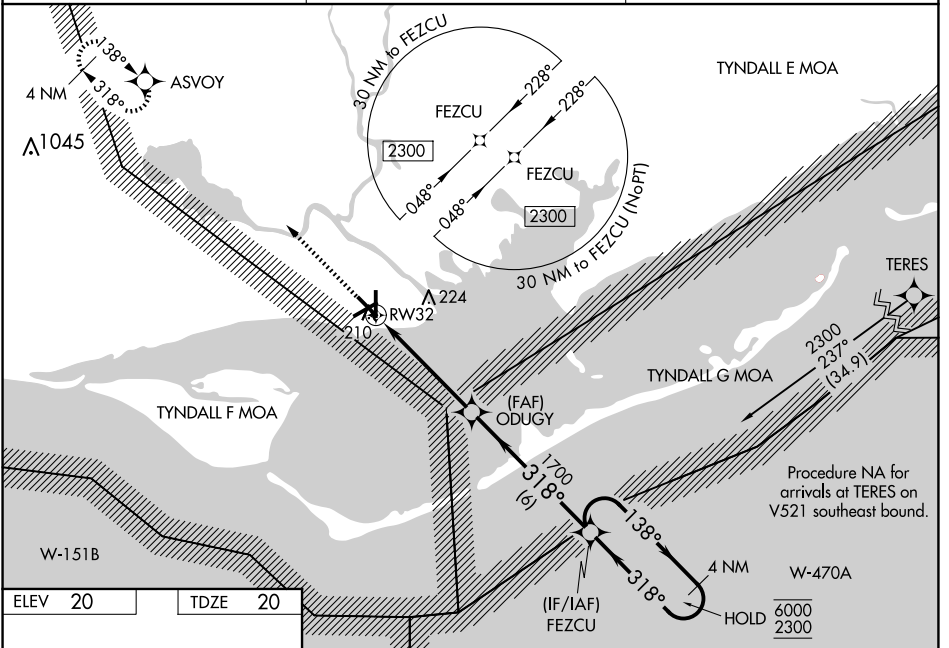 138°
318°
4 NM
ASVOY
1045
30 NM to FEZCU
228°
228°
FEZCU
2300
FEZCU
2300
048°
048°
30 NM to FEZCU (NoPT)
TYNDALL E MOA
TERES
224
RW32
210
2300
237°
(34.9)
TYNDALL G MOA
TYNDALL F MOA
(FAF)
ODUGY
1700
318°
(6)
Procedure NA for
arrivals at TERES on
V521 southeast bound.
138°
318°
4 NM
W-151B
W-470A
(IF/IAF)
FEZCU
HOLD
6000
2300
ELEV 20
TDZE 20